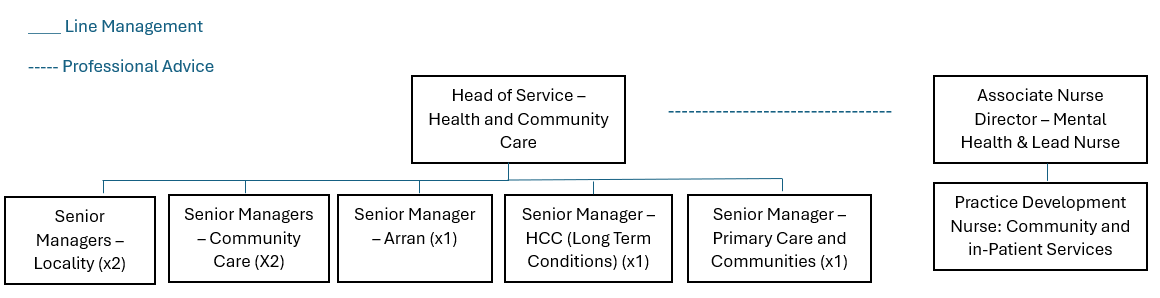 ____ Line Management
----- Professional Advice
Head of Service –
Health and Community
Care
Associate Nurse
Director – Mental
Health & Lead Nurse
Senior
Managers –
Locality (x2)
Senior Managers
– Community
Care (X2)
Senior Manager
– Arran (x1)
Senior Manager –
HCC (Long Term
Conditions) (x1)
Senior Manager –
Primary Care and
Communities (x1)
Practice Development
Nurse: Community and
in-Patient Services